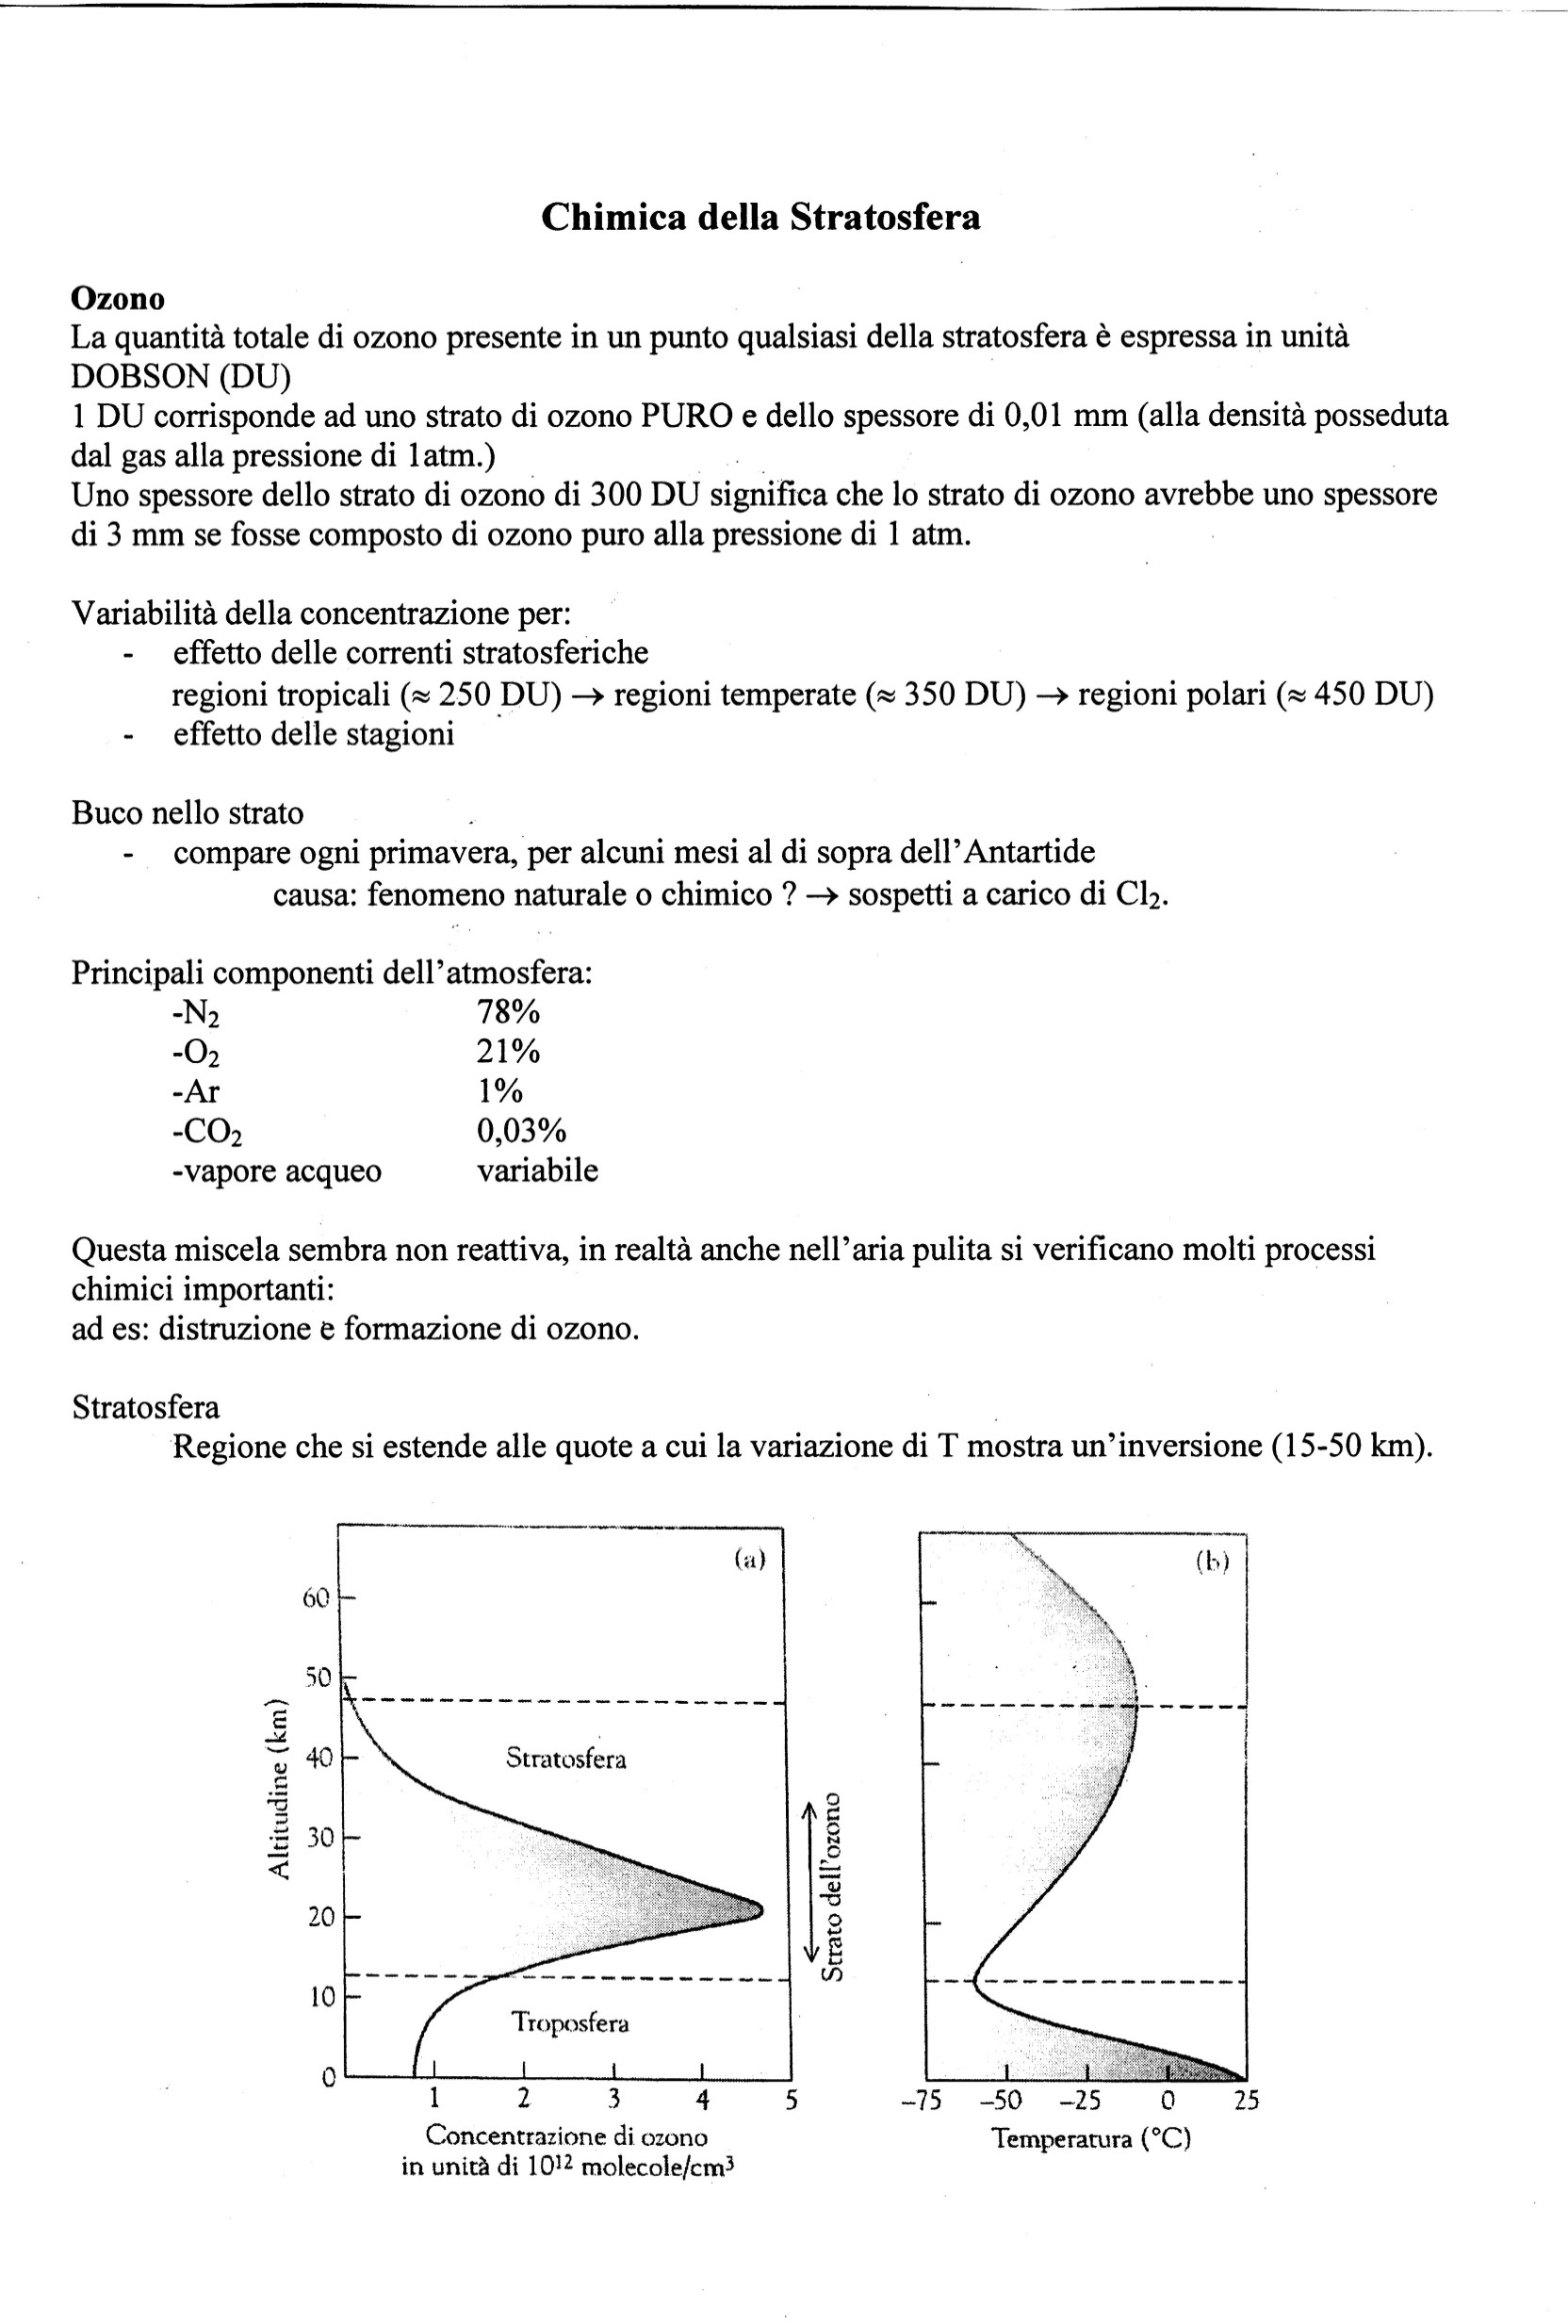 Chimica della Stratosfera
Ozono
La quantità totale di ozono presente in un punto qualsiasi della stratosfera è espressa in unità
DOBSON (DU)
1 DU corrisponde ad uno strato di ozono PURO e dello spessore di 0,01 mm (alla densità posseduta
dal gas alla pressione di 1atm.)
Uno spessore dello strato di ozono di 300 DU significa che lo strato di ozono avrebbe uno spessore
di 3 mm se fosse composto di ozono puro alla pressione di 1 atm.
Variabilità della concentrazione per:
- effetto delle correnti stratosferiche
regioni tropicali (≈ 250 DU) → regioni temperate (≈ 350 DU) → regioni polari (≈ 450 DU)
- effetto delle stagioni
Buco nello strato
- compare ogni primavera, per alcuni mesi al di sopra dell'Antartide
causa: fenomeno naturale o chimico ? → sospetti a carico di Cl₂.
Principali componenti dell'atmosfera:
-N₂ 78%
-O₂ 21%
-Ar 1%
-CO₂ 0,03%
-vapore acqueo variabile
Questa miscela sembra non reattiva, in realtà anche nell'aria pulita si verificano molti processi
chimici importanti:
ad es: distruzione e formazione di ozono.
Stratosfera
Regione che si estende alle quote a cui la variazione di T mostra un'inversione (15-50 km).
(a)
60
50
40
30
20
10
0
Altitudine (km)
Stratosfera
Troposfera
1 2 3 4 5
Concentrazione di ozono
in unità di 10¹² molecole/cm³
Strato dell'ozono
(b)
-75 -50 -25 0 25
Temperatura (°C)